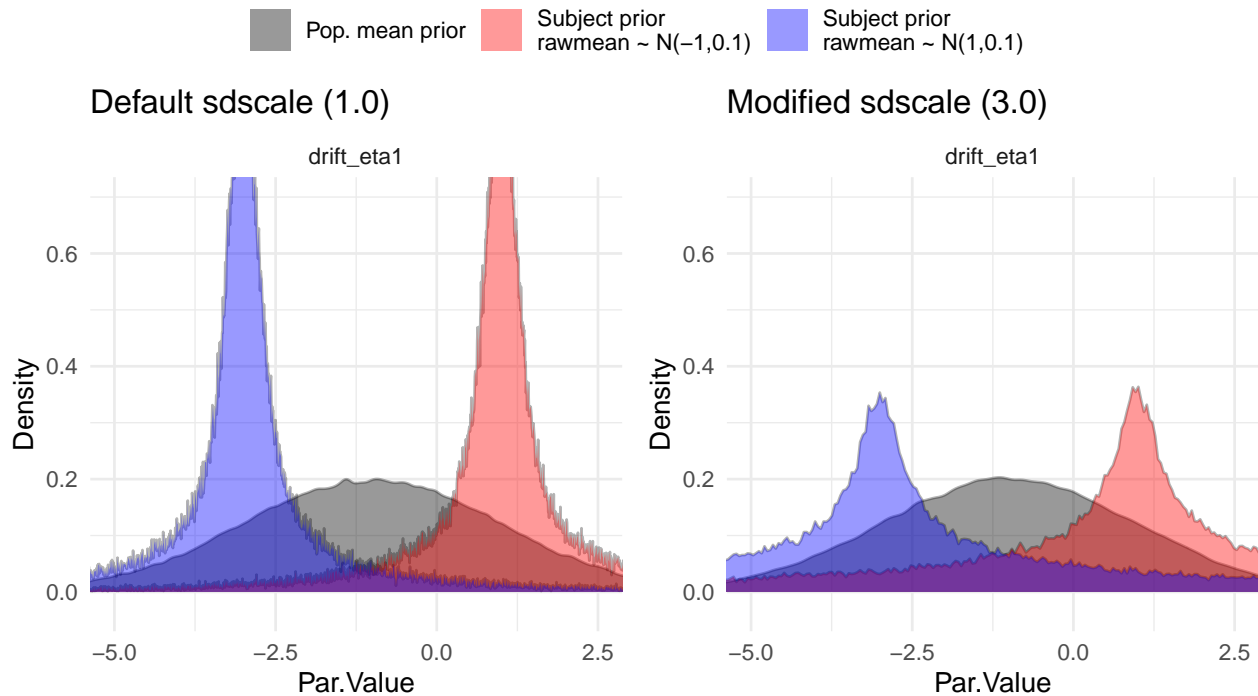 Pop. mean prior
Subject prior
rawmean ~ N(−1,0.1)
Subject prior
rawmean ~ N(1,0.1)
Default sdscale (1.0)
Modified sdscale (3.0)
drift_eta1
drift_eta1
0.6
0.4
0.2
0.0
Density
−5.0
−2.5
0.0
2.5
Par.Value
0.6
0.4
0.2
0.0
Density
−5.0
−2.5
0.0
2.5
Par.Value